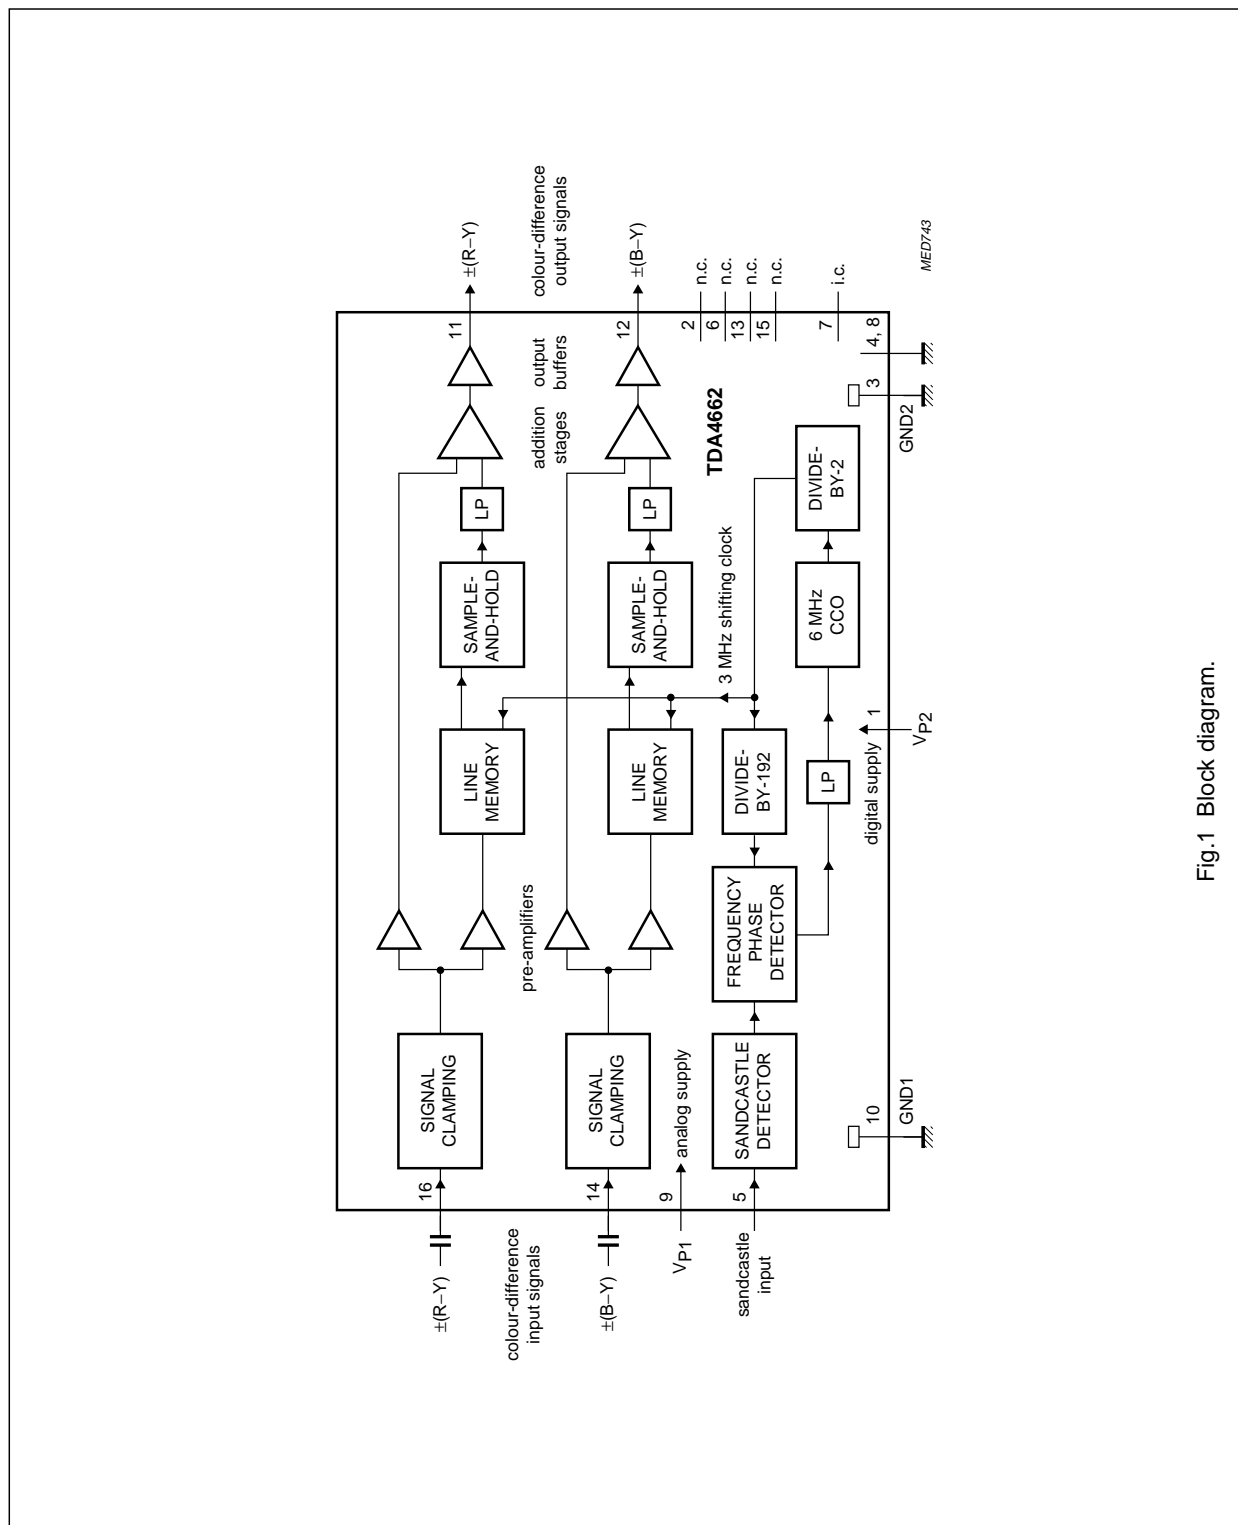 colour-difference
input signals
±(R−Y)
16
SIGNAL
CLAMPING
pre-amplifiers
LINE
MEMORY
SAMPLE-
AND-HOLD
LP
addition
stages
output
buffers
11
±(R−Y)
colour-difference
output signals
±(B−Y)
14
SIGNAL
CLAMPING
LINE
MEMORY
SAMPLE-
AND-HOLD
LP
12
±(B−Y)
VP1
9
analog supply
3 MHz shifting clock
TDA4662
2
n.c.
6
n.c.
13
n.c.
15
n.c.
sandcastle
input
5
SANDCASTLE
DETECTOR
FREQUENCY
PHASE
DETECTOR
DIVIDE-
BY-192
LP
6 MHz
CCO
DIVIDE-
BY-2
7
i.c.
10
GND1
digital supply
1
VP2
3
GND2
4, 8
MED743
Fig.1 Block diagram.